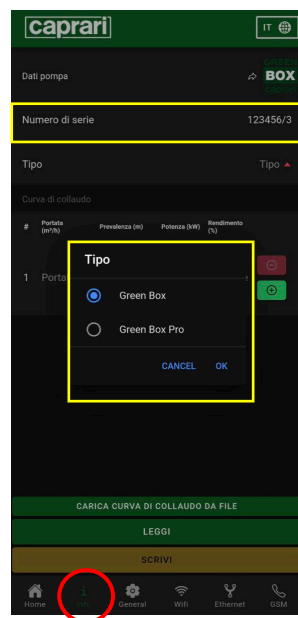 caprari
IT
Dati pompa
GREEN
BOX
Numero di serie 123456/3
Tipo Tipo
Curva di collaudo
# Portata (m³/h) Prevalenza (m) Potenza (kW) Rendimento (%)
1 Porta
Tipo
Green Box
Green Box Pro
CANCEL OK
CARICA CURVA DI COLLAUDO DA FILE
LEGGI
SCRIVI
Home Info General Wifi Ethernet GSM